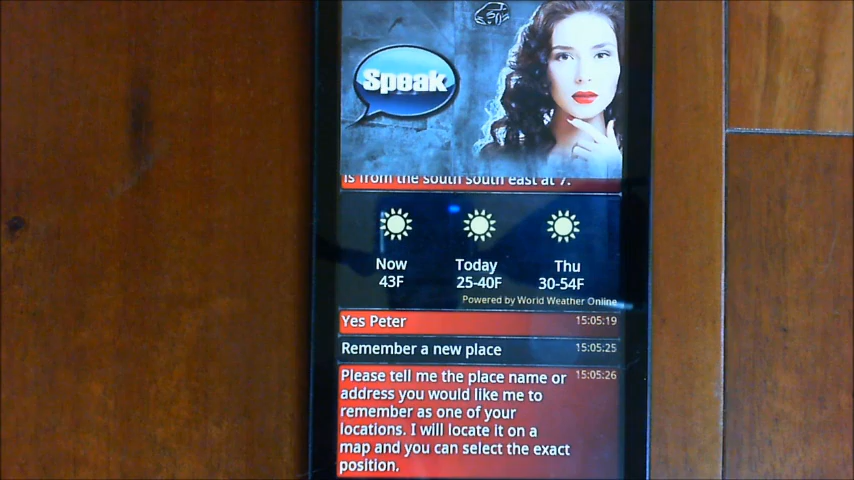 Speak
is from the south south east at 7.
Now
Today
Thu
43F
25-40F
30-54F
Powered by World Weather Online
Yes Peter
15:05:19
Remember a new place
15:05:25
Please tell me the place name or
15:05:26
address you would like me to
remember as one of your
locations. I will locate it on a
map and you can select the exact
position.